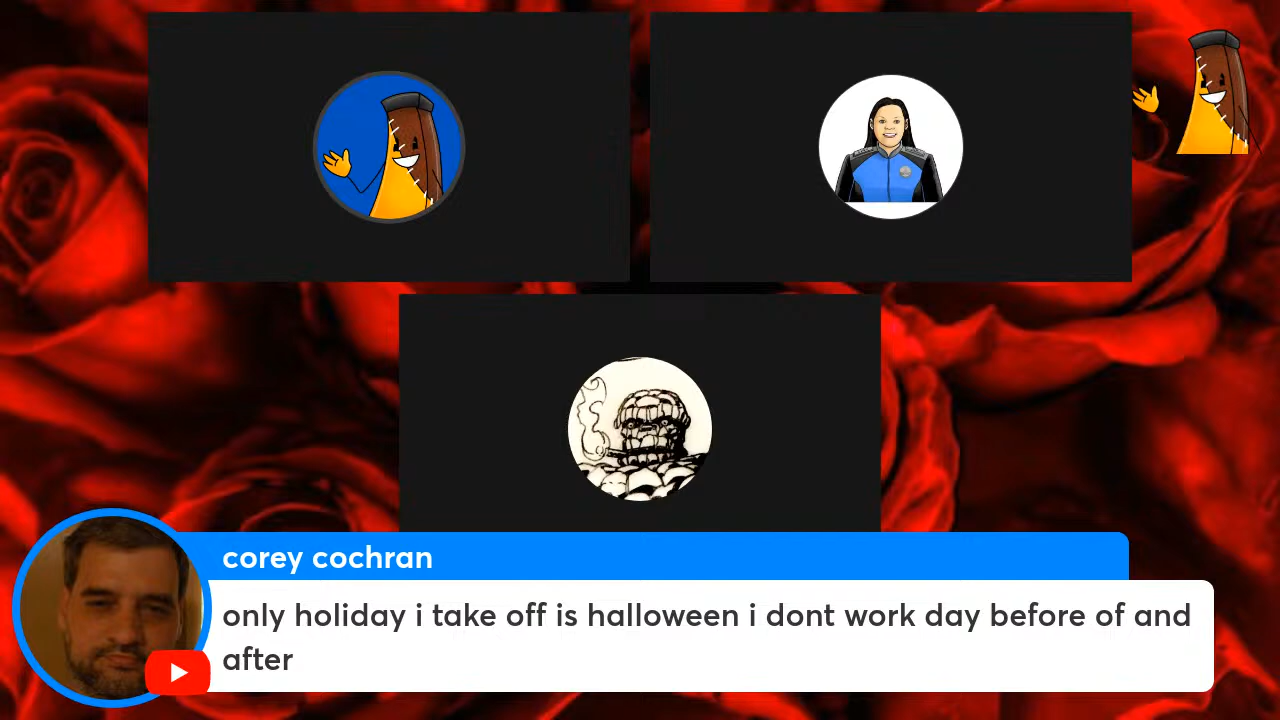 corey cochran
only holiday i take off is halloween i dont work day before of and
after